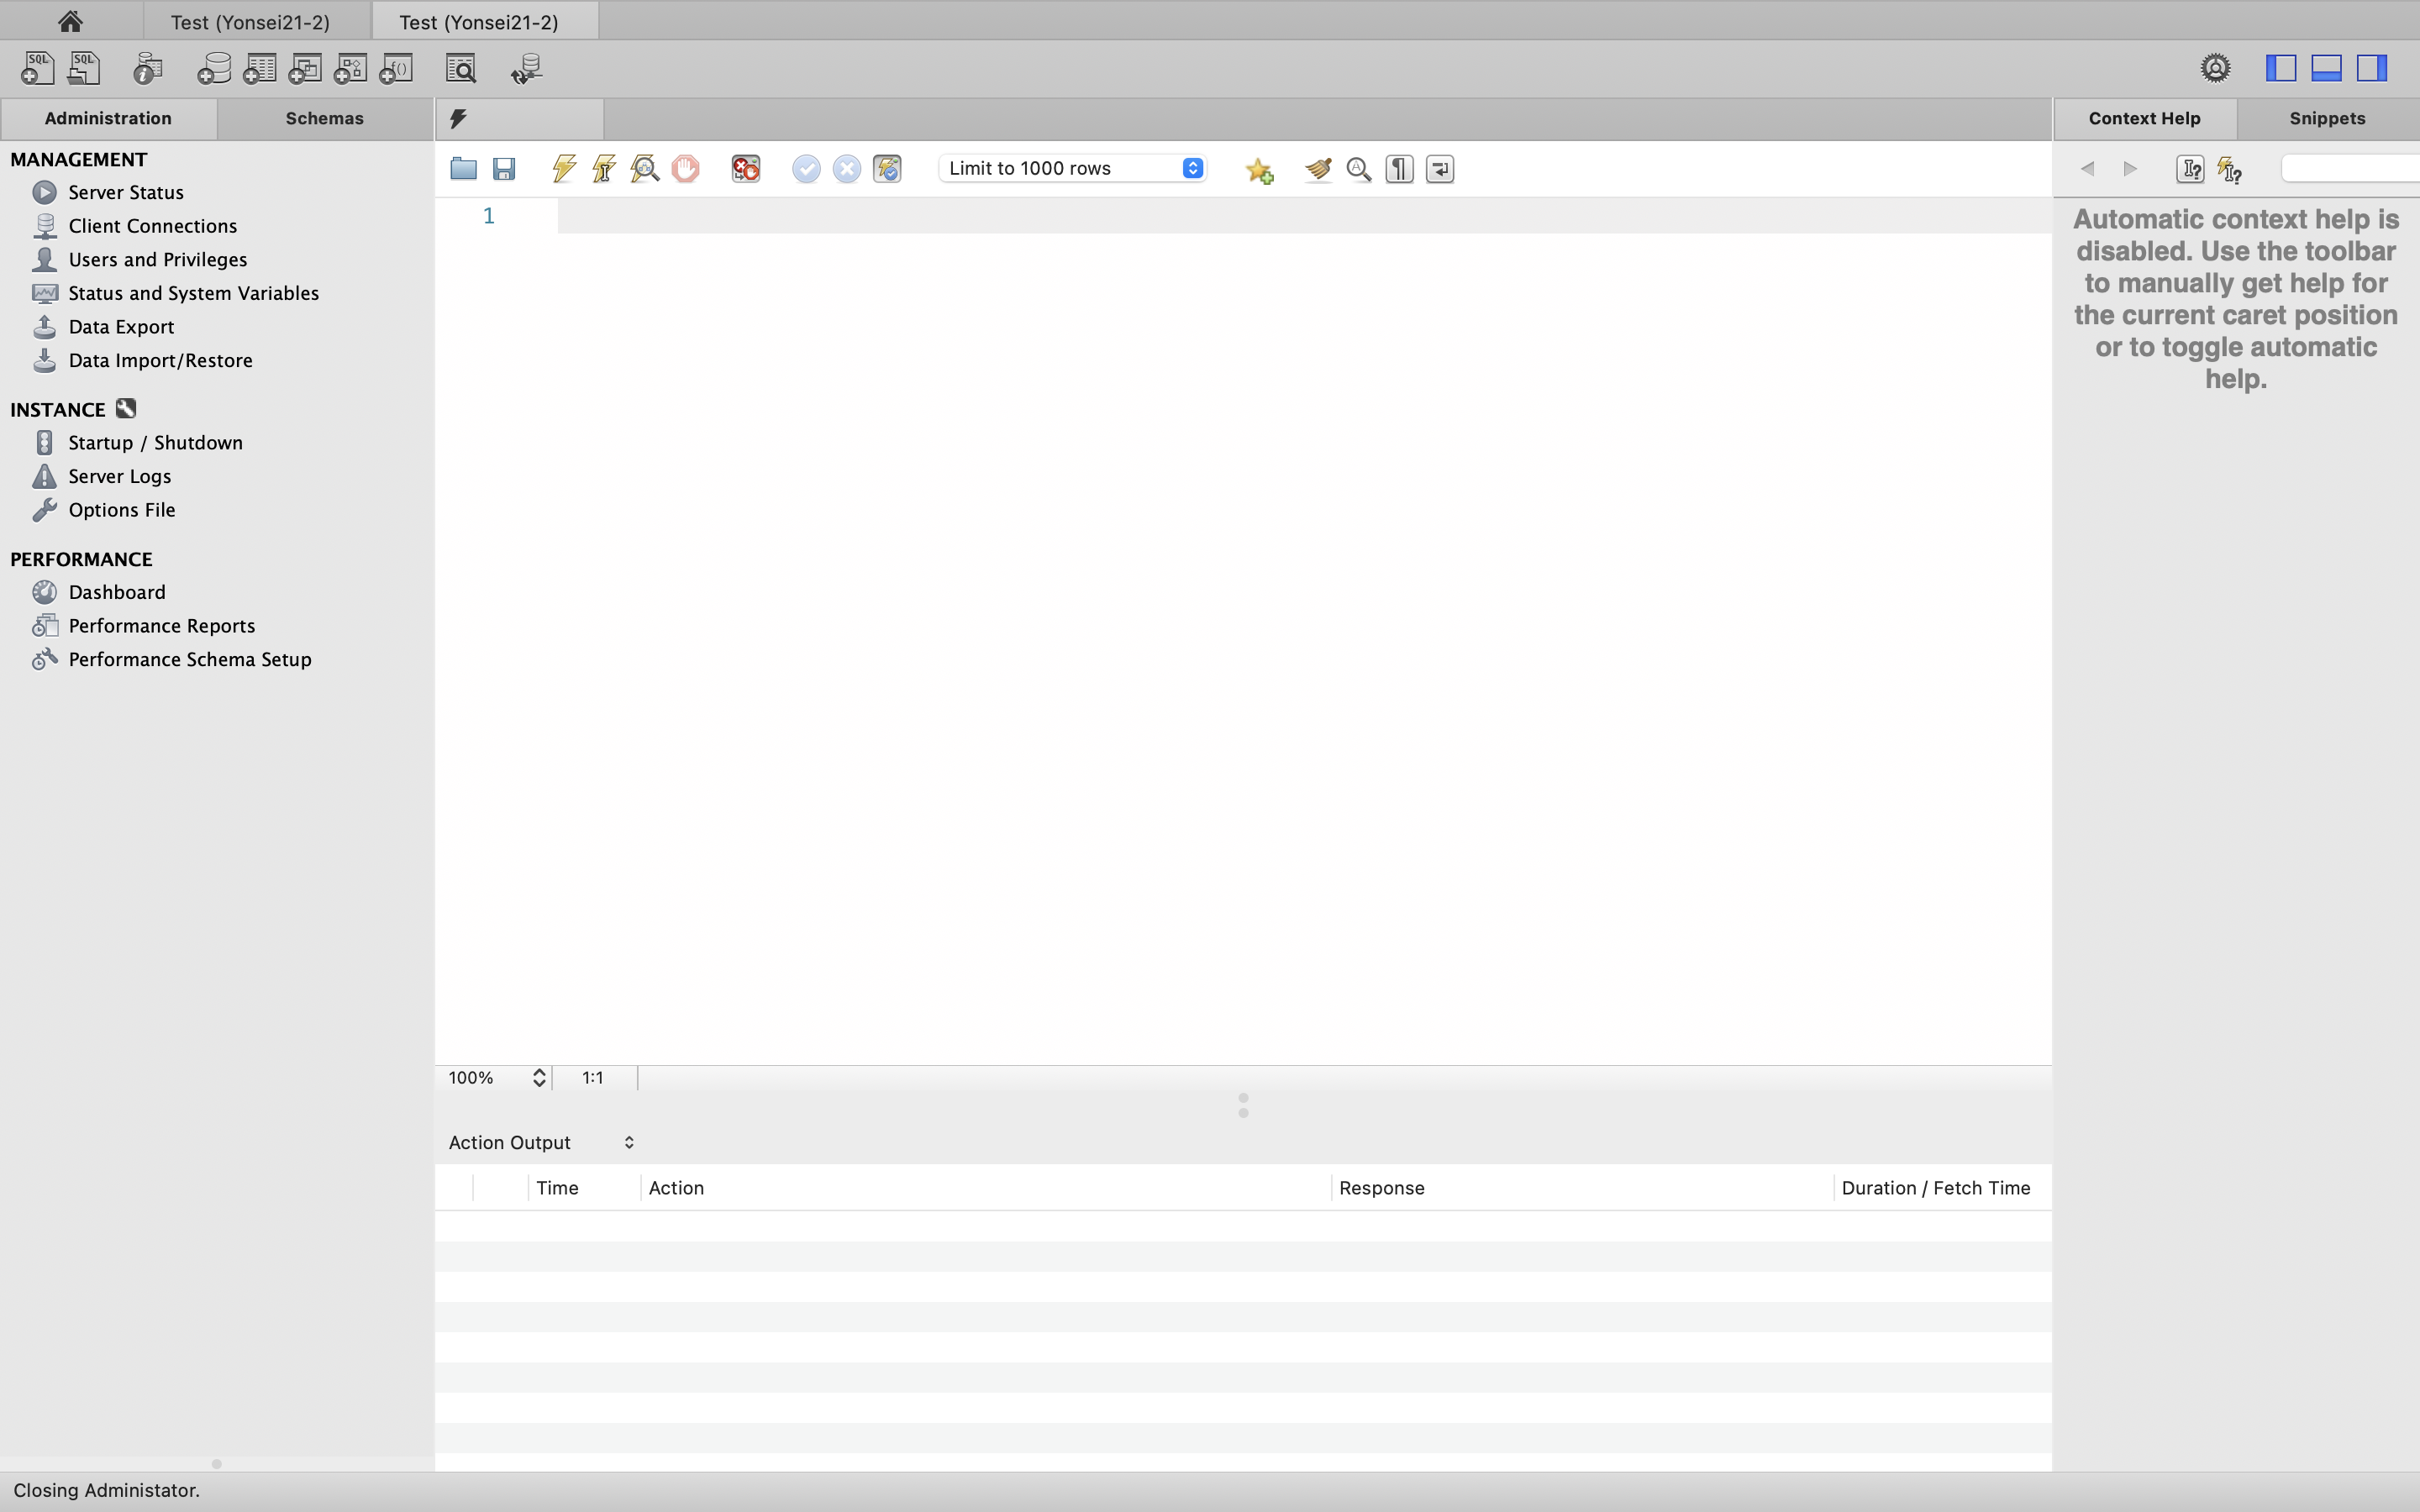 Test (Yonsei21-2)
Test (Yonsei21-2)
SQL
SQL
Administration
Schemas
Context Help
Snippets
MANAGEMENT
Server Status
Client Connections
Users and Privileges
Status and System Variables
Data Export
Data Import/Restore
INSTANCE
Startup / Shutdown
Server Logs
Options File
PERFORMANCE
Dashboard
Performance Reports
Performance Schema Setup
Limit to 1000 rows
1
Automatic context help is
disabled. Use the toolbar
to manually get help for
the current caret position
or to toggle automatic
help.
100%
1:1
Action Output
Time
Action
Response
Duration / Fetch Time
Closing Administator.